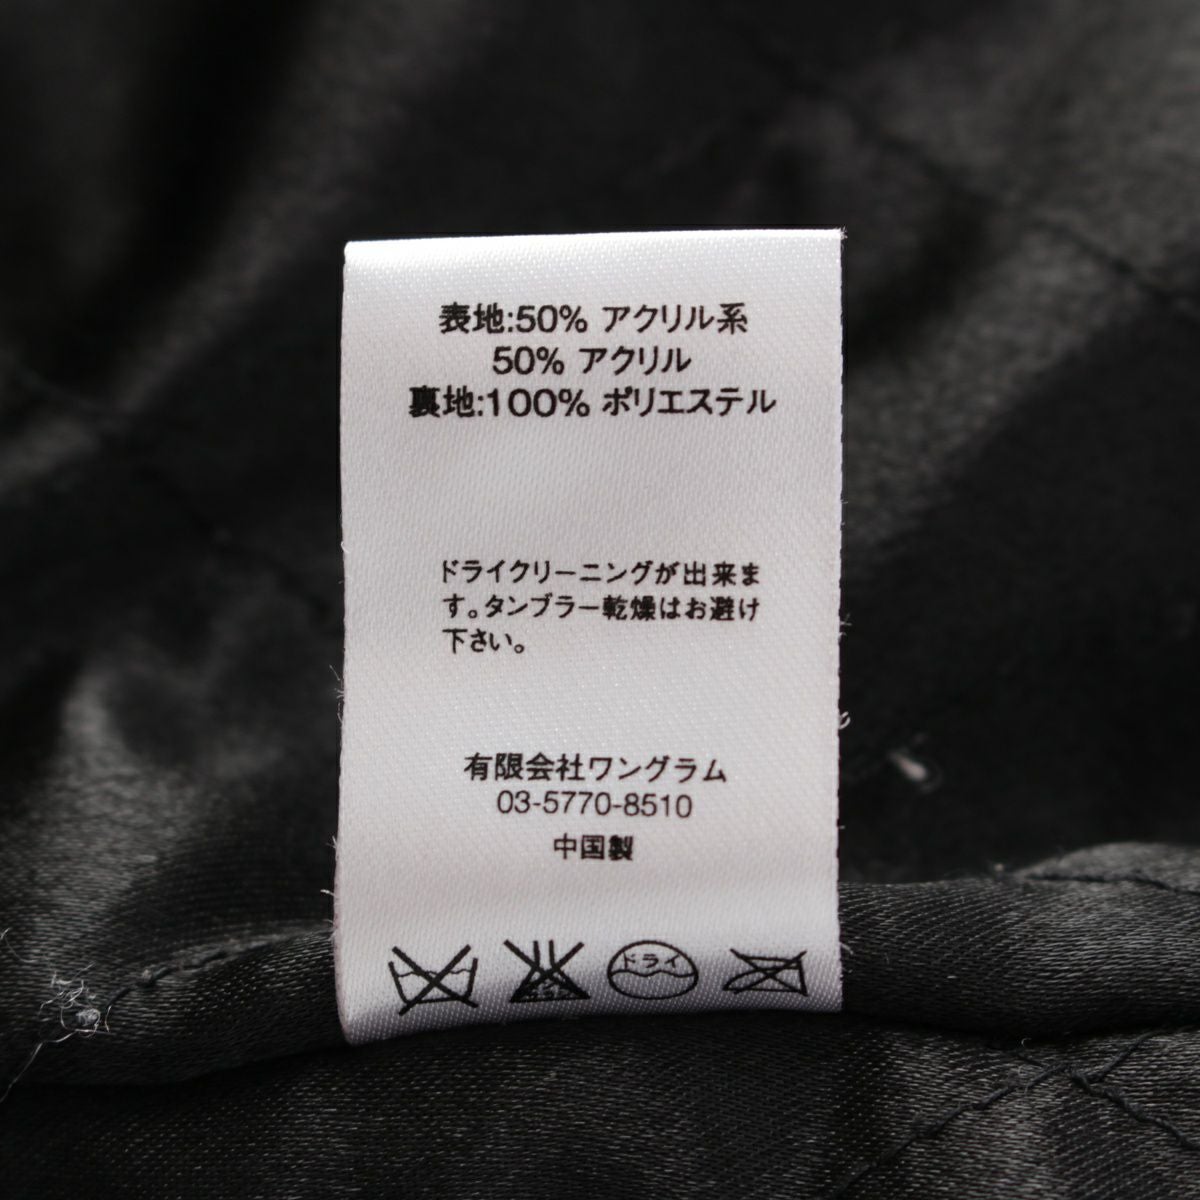 表地:50% アクリル系
50% アクリル
裏地:100% ポリエステル
ドライクリーニングが出来ま
す。タンブラー乾燥はお避け
下さい。
有限会社ワングラム
03-5770-8510
中国製
ドライ